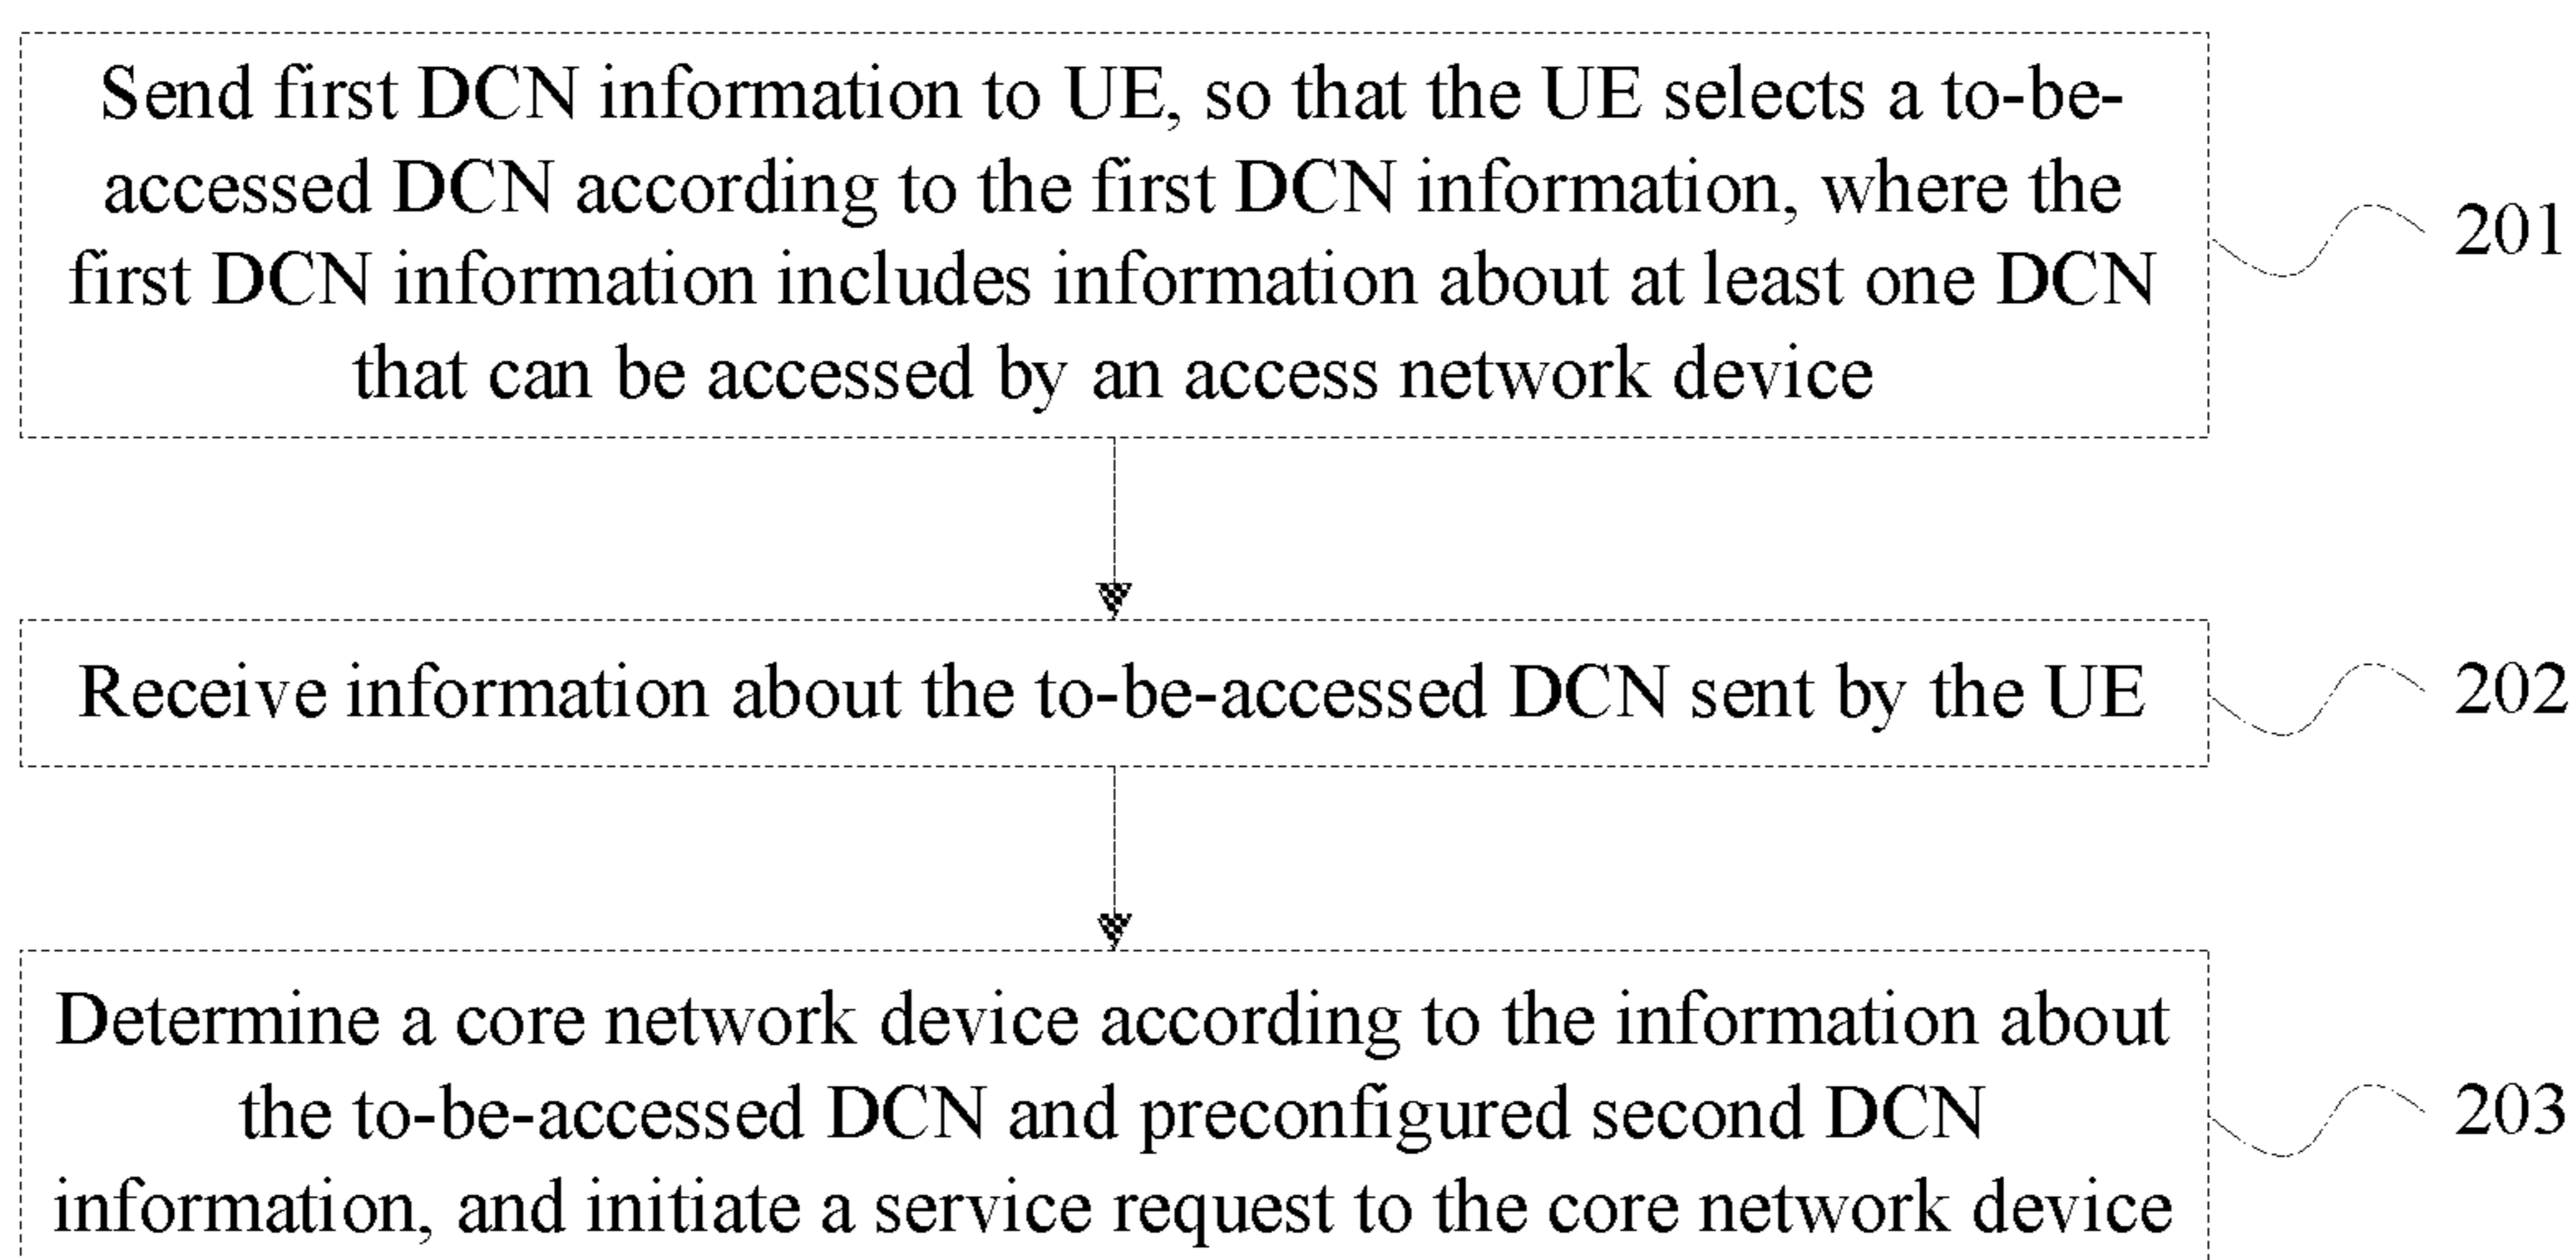 Send first DCN information to UE, so that the UE selects a to-be-
accessed DCN according to the first DCN information, where the
first DCN information includes information about at least one DCN
that can be accessed by an access network device
201
Receive information about the to-be-accessed DCN sent by the UE
202
Determine a core network device according to the information about
the to-be-accessed DCN and preconfigured second DCN
information, and initiate a service request to the core network device
203